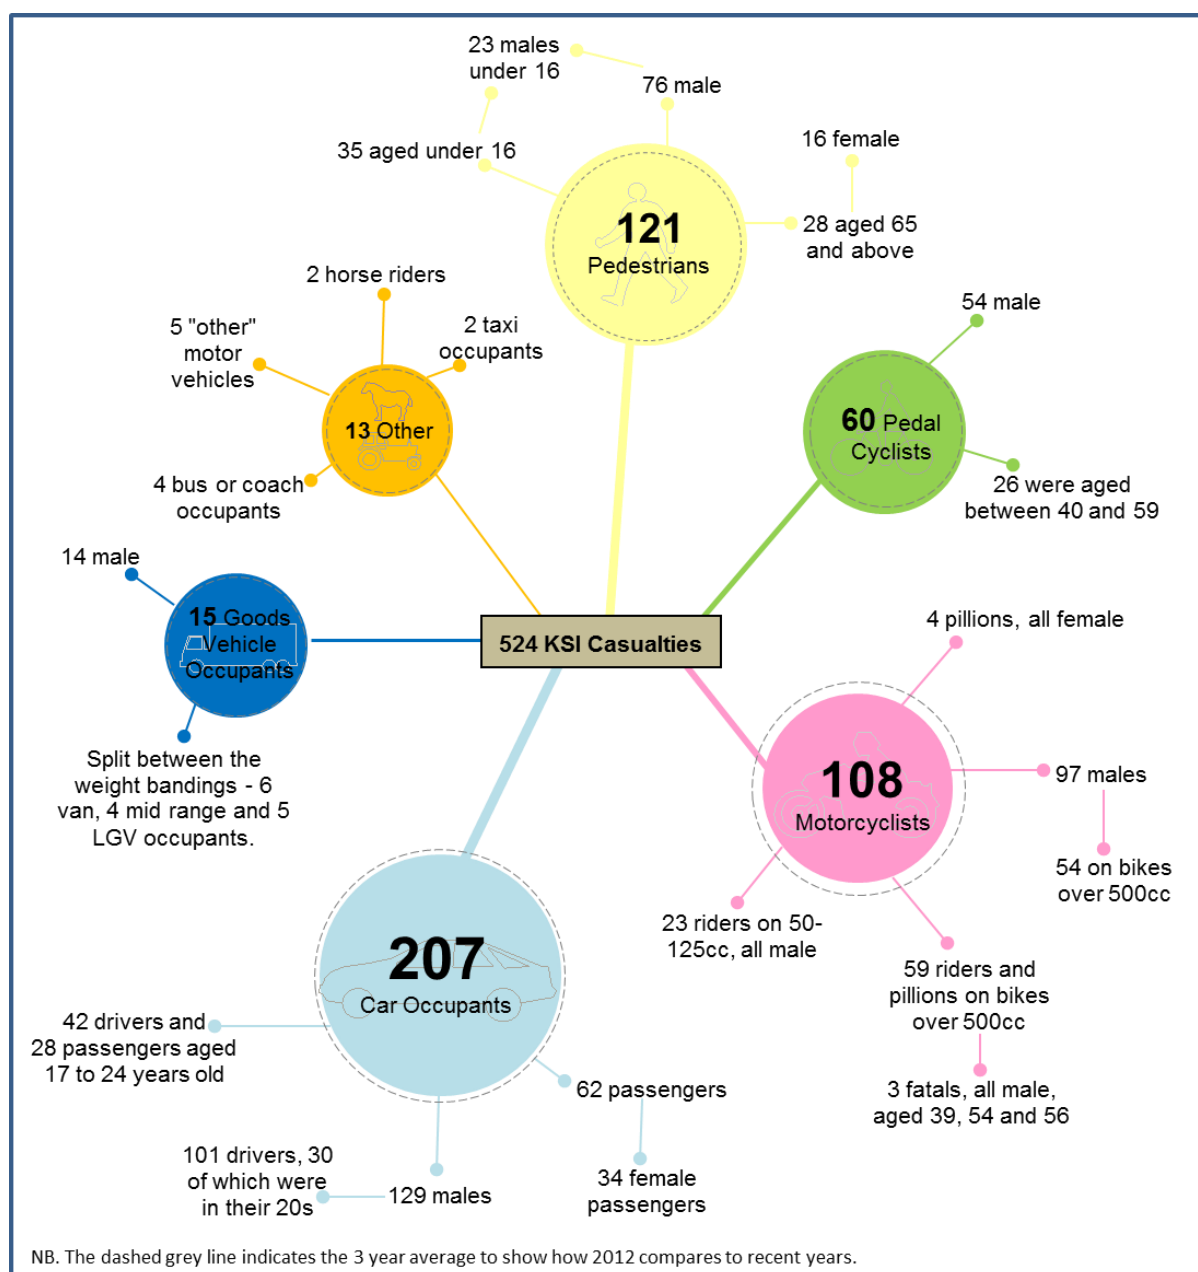 23 males
under 16
76 male
35 aged under 16
16 female
28 aged 65
and above
121
Pedestrians
2 horse riders
5 "other"
motor
vehicles
2 taxi
occupants
13 Other
4 bus or coach
occupants
54 male
60 Pedal
Cyclists
26 were aged
between 40 and 59
14 male
15 Goods
Vehicle
Occupants
Split between the
weight bandings - 6
van, 4 mid range and 5
LGV occupants.
524 KSI Casualties
4 pillions, all female
108
Motorcyclists
97 males
54 on bikes
over 500cc
23 riders on 50-
125cc, all male
59 riders and
pillions on bikes
over 500cc
3 fatals, all male,
aged 39, 54 and 56
207
Car Occupants
42 drivers and
28 passengers aged
17 to 24 years old
62 passengers
34 female
passengers
101 drivers, 30
of which were
in their 20s
129 males
NB. The dashed grey line indicates the 3 year average to show how 2012 compares to recent years.